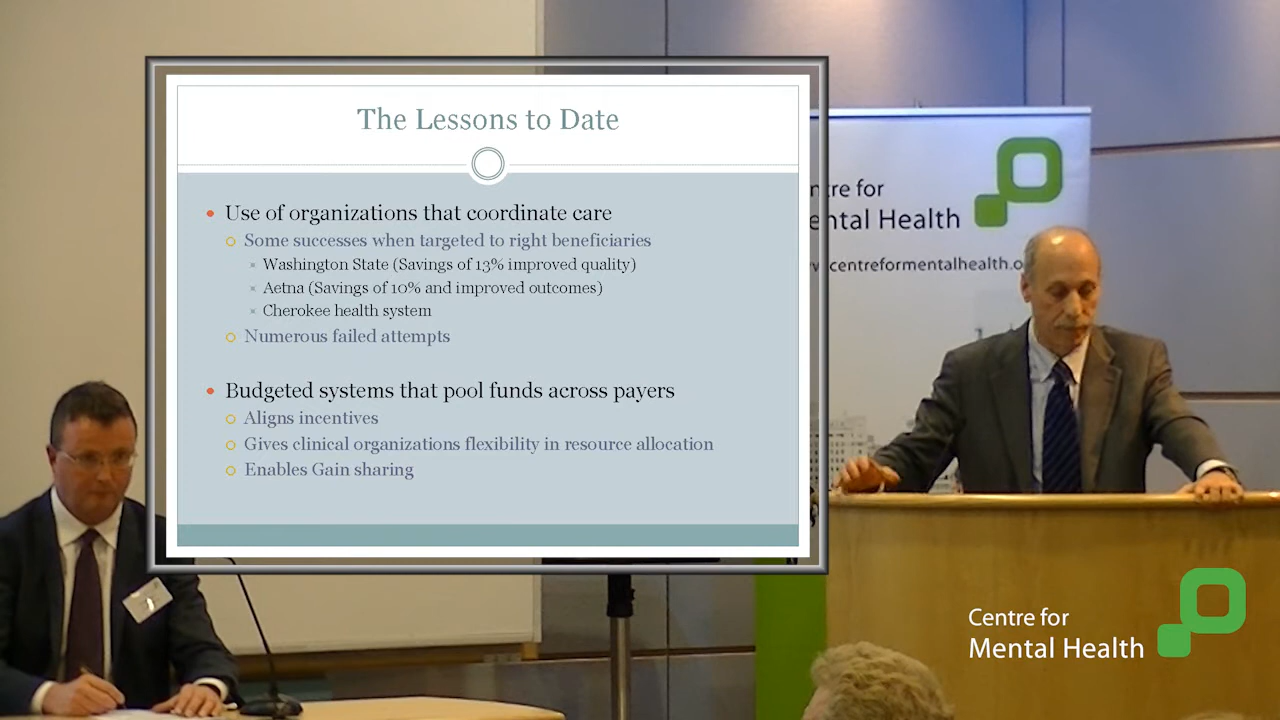 The Lessons to Date
Use of organizations that coordinate care
Some successes when targeted to right beneficiaries
Washington State (Savings of 13% improved quality)
Aetna (Savings of 10% and improved outcomes)
Cherokee health system
Numerous failed attempts
Budgeted systems that pool funds across payers
Aligns incentives
Gives clinical organizations flexibility in resource allocation
Enables Gain sharing
ntre for
ental Health
centreformentalhealth.o
Centre for
Mental Health